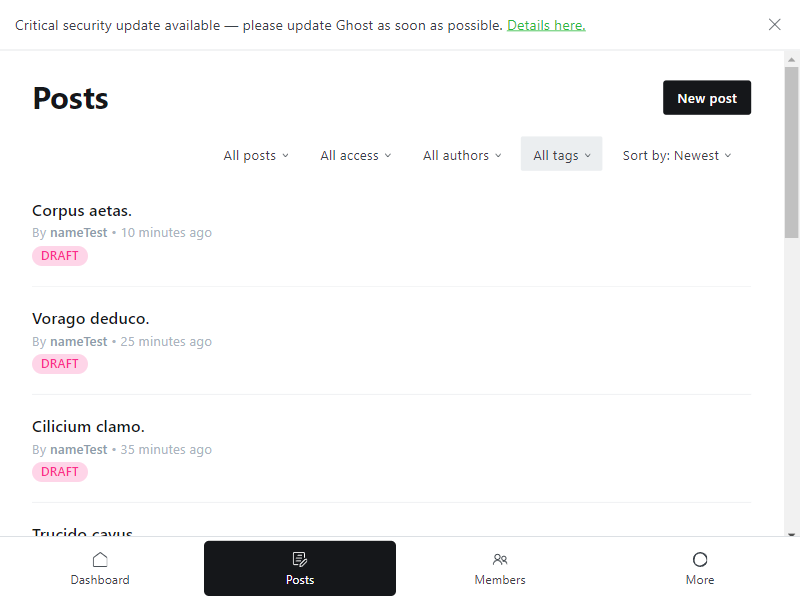 Critical security update available — please update Ghost as soon as possible. Details here.
Posts
New post
All posts
All access
All authors
All tags
Sort by: Newest
Corpus aetas.
By nameTest • 10 minutes ago
DRAFT
Vorago deduco.
By nameTest • 25 minutes ago
DRAFT
Cilicium clamo.
By nameTest • 35 minutes ago
DRAFT
Trucido cavus.
Dashboard
Posts
Members
More